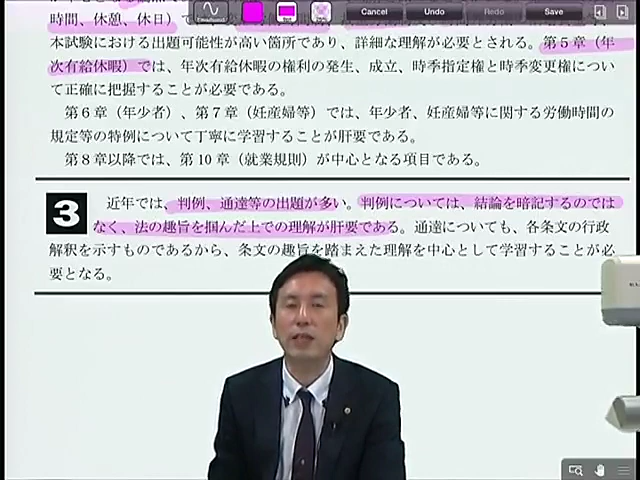 Cancel Undo Redo Save
時間、休憩、休日）で
本試験における出題可能性が高い箇所であり、詳細な理解が必要とされる。第５章（年
次有給休暇）では、年次有給休暇の権利の発生、成立、時季指定権と時季変更権につい
て正確に把握することが必要である。
第６章（年少者）、第７章（妊産婦等）では、年少者、妊産婦等に関する労働時間の
規定等の特例について丁寧に学習することが肝要である。
第８章以降では、第 10 章（就業規則）が中心となる項目である。
3 近年では、判例、通達等の出題が多い。判例については、結論を暗記するのでは
なく、法の趣旨を掴んだ上での理解が肝要である。通達についても、各条文の行政
解釈を示すものであるから、条文の趣旨を踏まえた理解を中心として学習することが必
要となる。